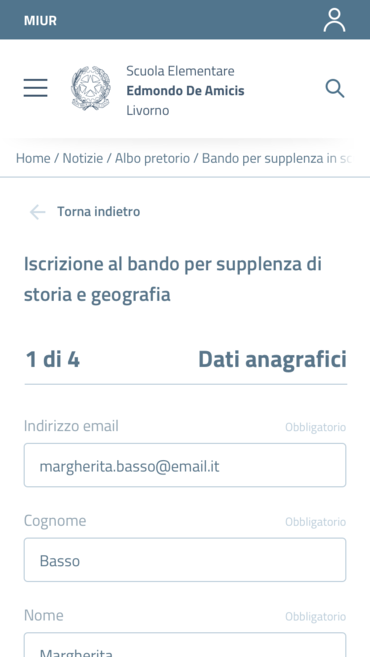 MIUR
Scuola Elementare
Edmondo De Amicis
Livorno
Home / Notizie / Albo pretorio / Bando per supplenza in sc
Torna indietro
Iscrizione al bando per supplenza di
storia e geografia
1 di 4 Dati anagrafici
Indirizzo email Obbligatorio
margherita.basso@email.it
Cognome Obbligatorio
Basso
Nome Obbligatorio
Margherita